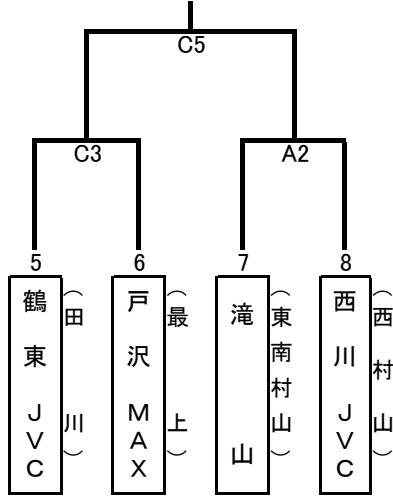 C5
C3
A2
5
6
7
8
鶴東JVC
（田川）
戸沢MAX
（最上）
滝山
（東南村山）
西川JVC
（西村山）